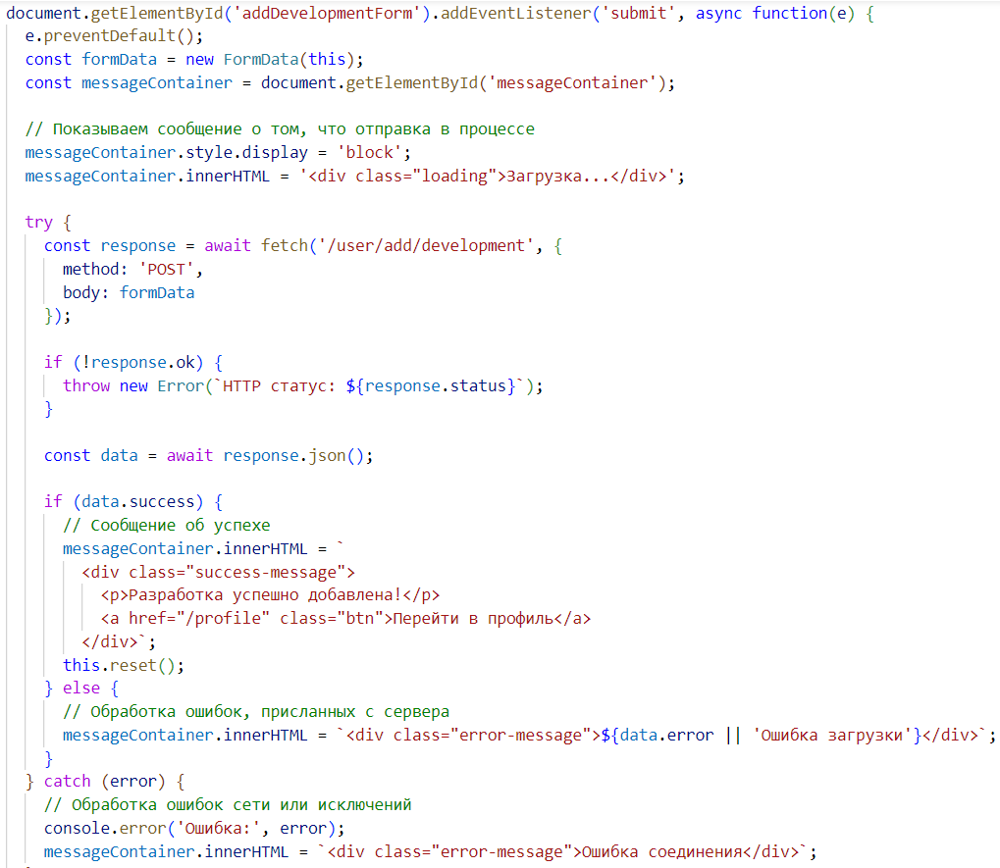 document.getElementById('addDevelopmentForm').addEventListener('submit', async function(e) {
e.preventDefault();
const formData = new FormData(this);
const messageContainer = document.getElementById('messageContainer');
// Показываем сообщение о том, что отправка в процессе
messageContainer.style.display = 'block';
messageContainer.innerHTML = '<div class="loading">Загрузка...</div>';
try {
const response = await fetch('/user/add/development', {
method: 'POST',
body: formData
});
if (!response.ok) {
throw new Error(`HTTP статус: ${response.status}`);
}
const data = await response.json();
if (data.success) {
// Сообщение об успехе
messageContainer.innerHTML = `
<div class="success-message">
<p>Разработка успешно добавлена!</p>
<a href="/profile" class="btn">Перейти в профиль</a>
</div>`;
this.reset();
} else {
// Обработка ошибок, присланных с сервера
messageContainer.innerHTML = `<div class="error-message">${data.error || 'Ошибка загрузки'}</div>`;
}
} catch (error) {
// Обработка ошибок сети или исключений
console.error('Ошибка:', error);
messageContainer.innerHTML = `<div class="error-message">Ошибка соединения</div>`;